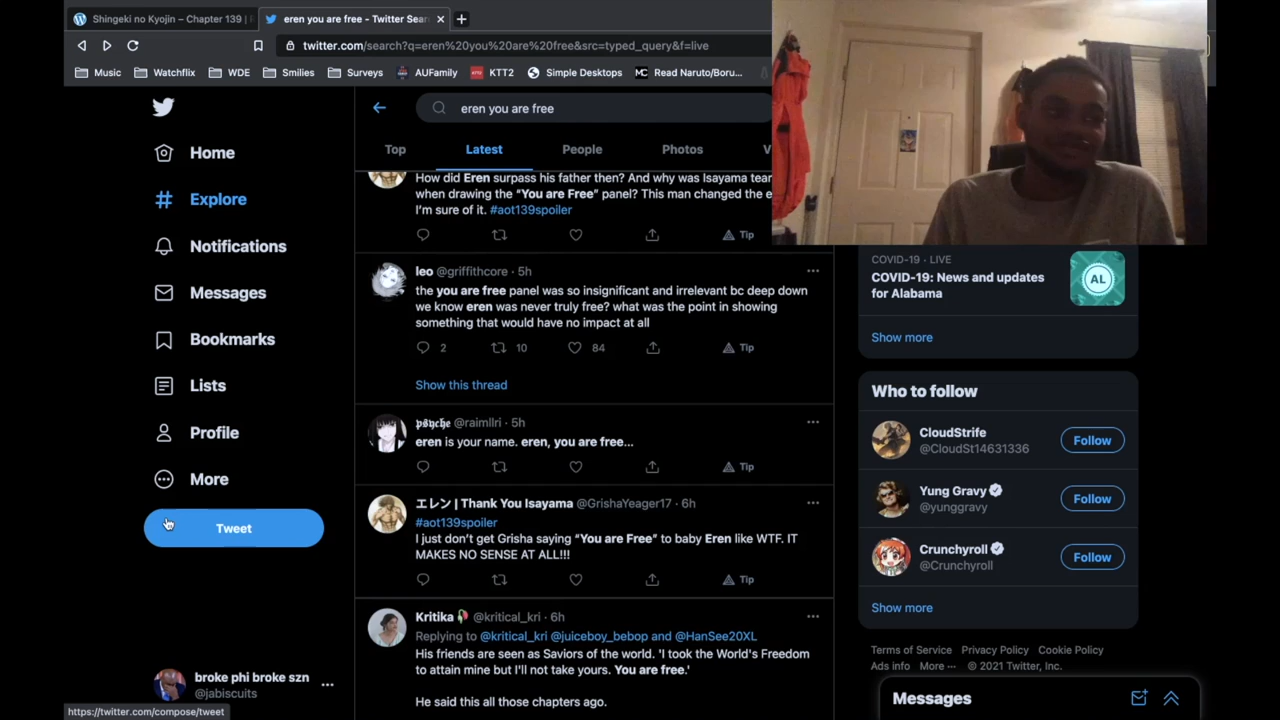 Shingeki no Kyojin – Chapter 139 |
eren you are free - Twitter Sear
twitter.com/search?q=eren%20you%20are%20free&src=typed_query&f=live
Music
Watchflix
WDE
Smilies
Surveys
AUFamily
KTT2
Simple Desktops
Read Naruto/Boru...
eren you are free
Home
Explore
Notifications
Messages
Bookmarks
Lists
Profile
More
Tweet
broke phi broke szn
@jabiscuits
https://twitter.com/compose/tweet
Top
Latest
People
Photos
V
How did Eren surpass his father then? And why was Isayama tear
when drawing the “You are Free” panel? This man changed the e
I'm sure of it. #aot139spoiler
Tip
leo @griffithcore · 5h
the you are free panel was so insignificant and irrelevant bc deep down
we know eren was never truly free? what was the point in showing
something that would have no impact at all
2 10 84 Tip
Show this thread
𝖕𝖘𝖞𝖈𝖍𝖊 @raimllri · 5h
eren is your name. eren, you are free...
Tip
エレン | Thank You Isayama @GrishaYeager17 · 6h
#aot139spoiler
I just don't get Grisha saying “You are Free” to baby Eren like WTF. IT
MAKES NO SENSE AT ALL!!!
Tip
Kritika @kritical_kri · 6h
Replying to @kritical_kri @juiceboy_bebop and @HanSee20XL
His friends are seen as Saviors of the world. 'I took the World's Freedom
to attain mine but I'll not take yours. You are free.'
He said this all those chapters ago.
COVID-19 · LIVE
COVID-19: News and updates
for Alabama
AL
Show more
Who to follow
CloudStrife
@CloudSt14631336
Follow
Yung Gravy
@yunggravy
Follow
Crunchyroll
@Crunchyroll
Follow
Show more
Terms of Service Privacy Policy Cookie Policy
Ads info More ··· © 2021 Twitter, Inc.
Messages